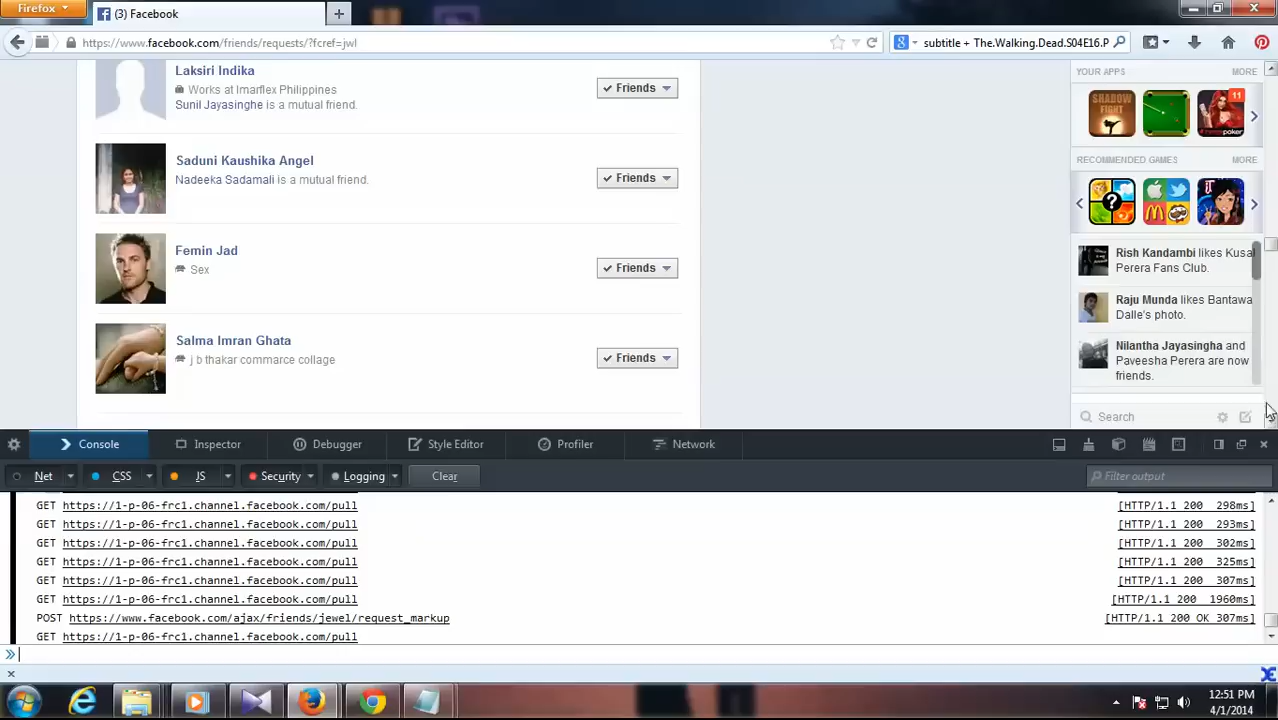 Firefox
(3) Facebook
https://www.facebook.com/friends/requests/?fcref=jwl
subtitle + The.Walking.Dead.S04E16.P
Laksiri Indika
Works at Imarflex Philippines
Sunil Jayasinghe is a mutual friend.
Friends
Saduni Kaushika Angel
Nadeeka Sadamali is a mutual friend.
Friends
Femin Jad
Sex
Friends
Salma Imran Ghata
j b thakar commarce collage
Friends
YOUR APPS MORE
SHADOW
FIGHT
11
poker
RECOMMENDED GAMES MORE
?
Rish Kandambi likes Kusal
Perera Fans Club.
Raju Munda likes Bantawa
Dalle's photo.
Nilantha Jayasingha and
Paveesha Perera are now
friends.
Search
Console Inspector Debugger Style Editor Profiler Network
Net CSS JS Security Logging Clear Filter output
GET https://1-p-06-frc1.channel.facebook.com/pull [HTTP/1.1 200 298ms]
GET https://1-p-06-frc1.channel.facebook.com/pull [HTTP/1.1 200 293ms]
GET https://1-p-06-frc1.channel.facebook.com/pull [HTTP/1.1 200 302ms]
GET https://1-p-06-frc1.channel.facebook.com/pull [HTTP/1.1 200 325ms]
GET https://1-p-06-frc1.channel.facebook.com/pull [HTTP/1.1 200 307ms]
GET https://1-p-06-frc1.channel.facebook.com/pull [HTTP/1.1 200 1960ms]
POST https://www.facebook.com/ajax/friends/jewel/request_markup [HTTP/1.1 200 OK 307ms]
GET https://1-p-06-frc1.channel.facebook.com/pull
12:51 PM
4/1/2014